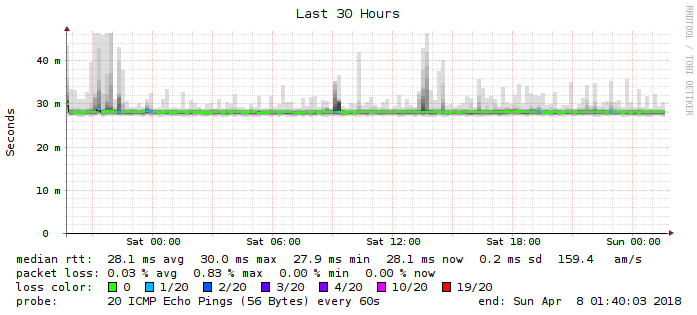 Last 30 Hours
RRDTOOL / TOBI OETIKER
Seconds
40 m
30 m
20 m
10 m
0
Sat 00:00 Sat 06:00 Sat 12:00 Sat 18:00 Sun 00:00
median rtt: 28.1 ms avg 30.0 ms max 27.9 ms min 28.1 ms now 0.2 ms sd 159.4 am/s
packet loss: 0.03 % avg 0.83 % max 0.00 % min 0.00 % now
loss color: 0 1/20 2/20 3/20 4/20 10/20 19/20
probe: 20 ICMP Echo Pings (56 Bytes) every 60s end: Sun Apr 8 01:40:03 2018